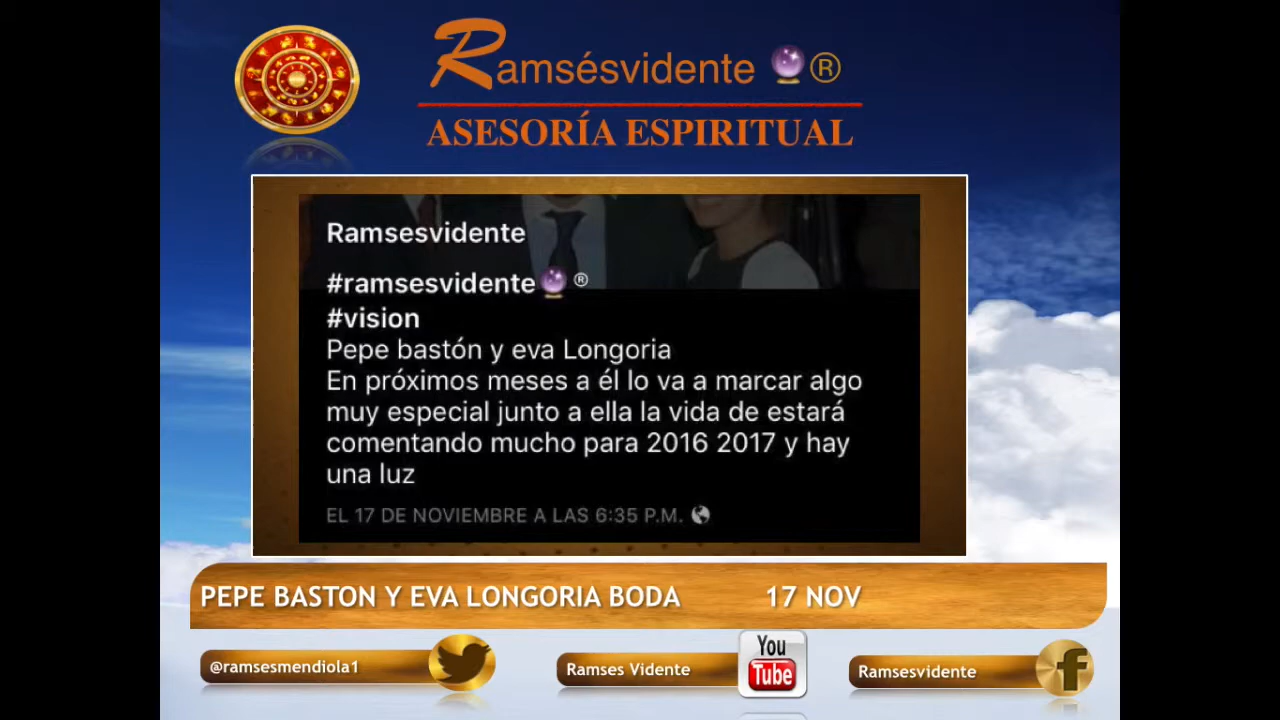 Ramsésvidente 🔮®
ASESORÍA ESPIRITUAL
Ramsesvidente
#ramsesvidente🔮®
#vision
Pepe bastón y eva Longoria
En próximos meses a él lo va a marcar algo
muy especial junto a ella la vida de estará
comentando mucho para 2016 2017 y hay
una luz
EL 17 DE NOVIEMBRE A LAS 6:35 P.M.
PEPE BASTON Y EVA LONGORIA BODA 17 NOV
@ramsesmendiola1
Ramses Vidente
You
Tube
Ramsesvidente
f